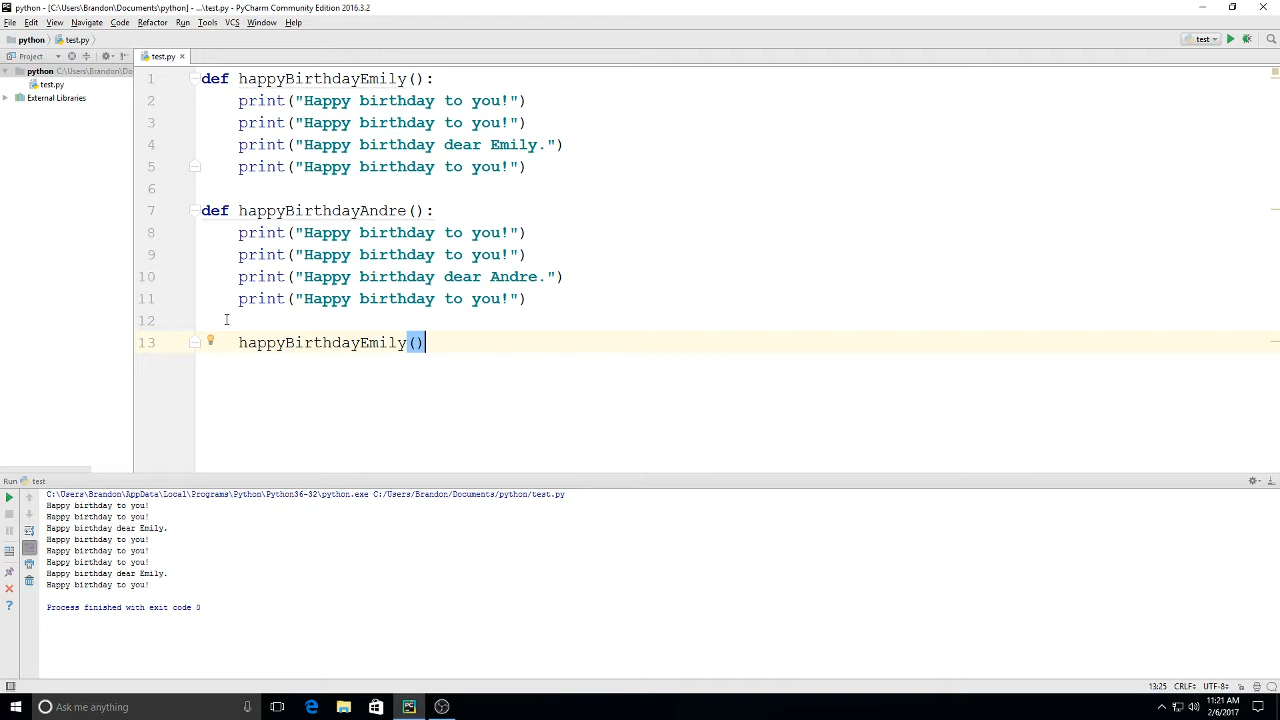 python - [C:\Users\Brandon\Documents\python] - ...\test.py - PyCharm Community Edition 2016.3.2
File Edit View Navigate Code Refactor Run Tools VCS Window Help
python test.py test
Project test.py
python C:\Users\Brandon\Do
test.py
External Libraries
1 def happyBirthdayEmily():
2 print("Happy birthday to you!")
3 print("Happy birthday to you!")
4 print("Happy birthday dear Emily.")
5 print("Happy birthday to you!")
6
7 def happyBirthdayAndre():
8 print("Happy birthday to you!")
9 print("Happy birthday to you!")
10 print("Happy birthday dear Andre.")
11 print("Happy birthday to you!")
12
13 happyBirthdayEmily()
Run test
C:\Users\Brandon\AppData\Local\Programs\Python\Python36-32\python.exe C:/Users/Brandon/Documents/python/test.py
Happy birthday to you!
Happy birthday to you!
Happy birthday dear Emily.
Happy birthday to you!
Happy birthday to you!
Happy birthday to you!
Happy birthday dear Emily.
Happy birthday to you!
Process finished with exit code 0
13:25 CRLF÷ UTF-8÷
Ask me anything
PC
11:21 AM
2/6/2017